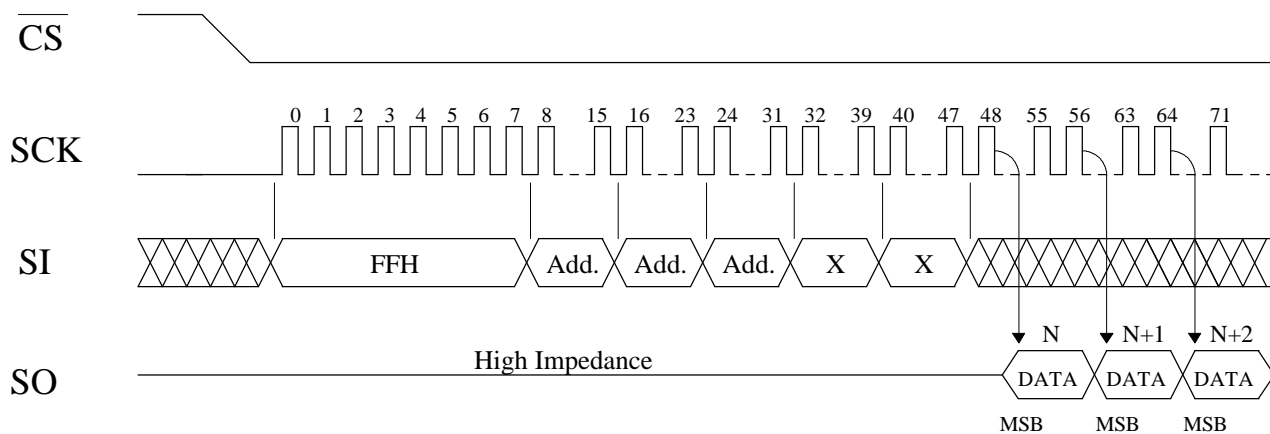 CS
0 1 2 3 4 5 6 7 8 15 16 23 24 31 32 39 40 47 48 55 56 63 64 71
SCK
SI FFH Add. Add. Add. X X
N N+1 N+2
High Impedance
SO DATA DATA DATA
MSB MSB MSB